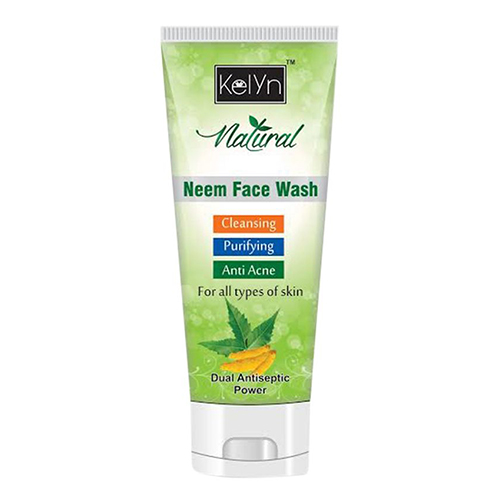 Kelyn
TM
Natural
Neem Face Wash
Cleansing
Purifying
Anti Acne
For all types of skin
Dual Antiseptic
Power